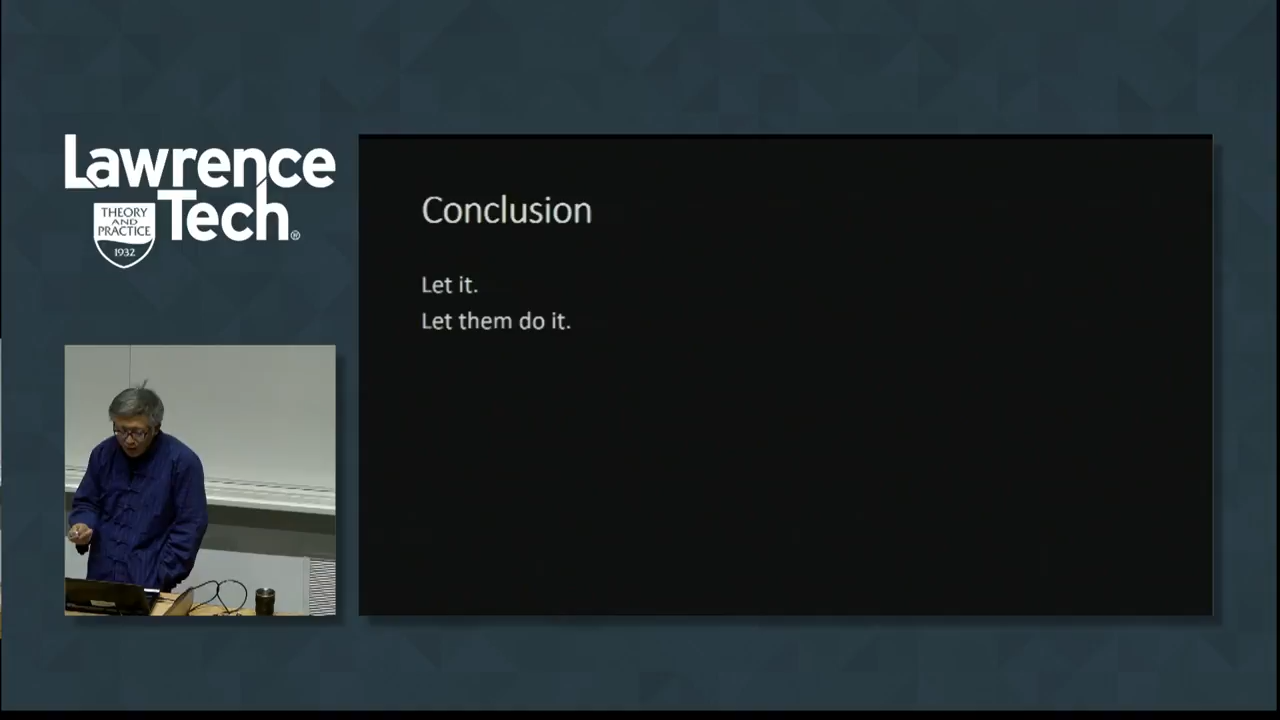 Lawrence
Tech®
THEORY
AND
PRACTICE
1932
Conclusion
Let it.
Let them do it.